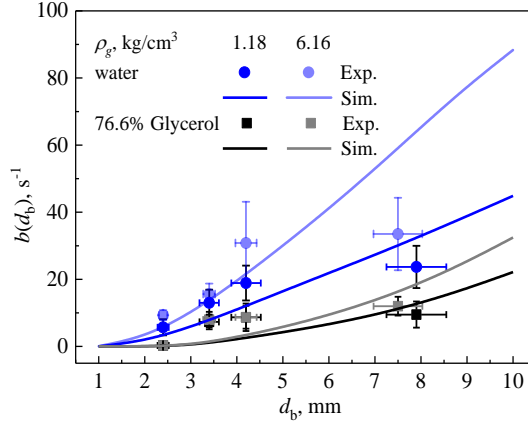 ρg, kg/cm³ 1.18 6.16
water Exp.
Sim.
76.6% Glycerol Exp.
Sim.
b(db), s⁻¹
100
80
60
40
20
0
1 2 3 4 5 6 7 8 9 10
db, mm